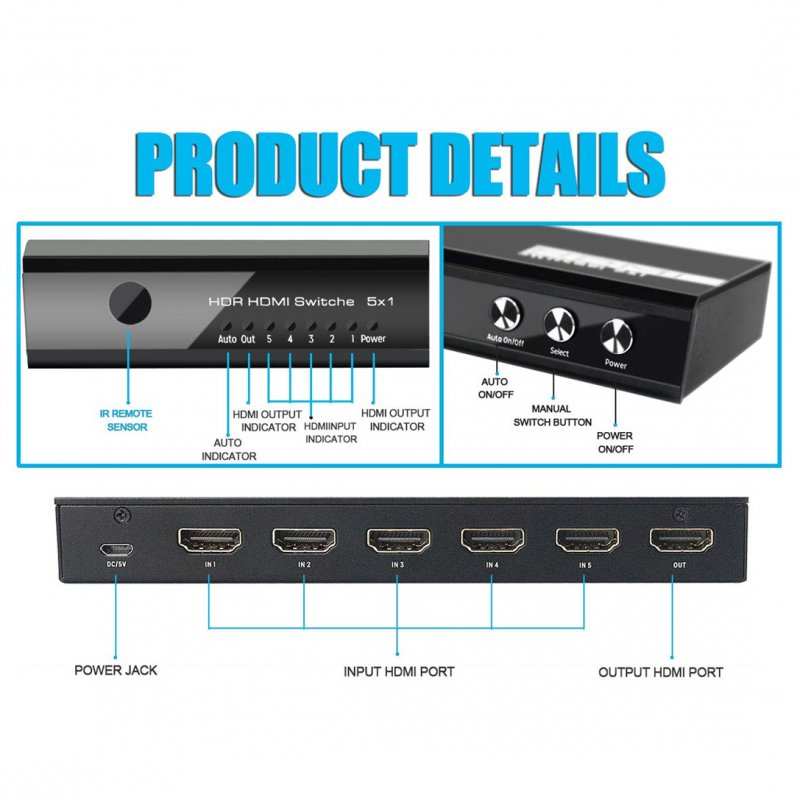 PRODUCT DETAILS
HDR HDMI Switche 5x1
Auto Out 5 4 3 2 1 Power
IR REMOTE
SENSOR
AUTO
INDICATOR
HDMI OUTPUT
INDICATOR
HDMIINPUT
INDICATOR
HDMI OUTPUT
INDICATOR
Auto On/Off
Select
Power
AUTO
ON/OFF
MANUAL
SWITCH BUTTON
POWER
ON/OFF
DC/5V
IN 1
IN 2
IN 3
IN 4
IN 5
OUT
POWER JACK
INPUT HDMI PORT
OUTPUT HDMI PORT